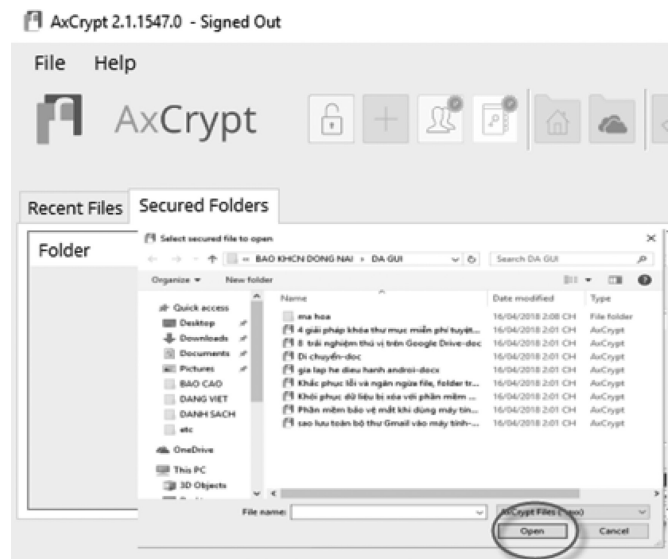 AxCrypt 2.1.1547.0 - Signed Out
File Help
AxCrypt
Recent Files Secured Folders
Folder
Select secured file to open
« BAO KHCN DONG NAI > DA GUI
Search DA GUI
Organize New folder
Name Date modified Type
Quick access
Desktop
Downloads
Documents
Pictures
BAO CAO
DANG VIET
DANH SACH
etc
OneDrive
This PC
3D Objects
ma hoa 16/04/2018 2:08 CH File folder
4 giải pháp khóa thư mục miễn phí tuyệt... 16/04/2018 2:01 CH AxCrypt
8 trải nghiệm thú vị trên Google Drive-doc 16/04/2018 2:01 CH AxCrypt
Di chuyển-doc 16/04/2018 2:01 CH AxCrypt
gia lap he dieu hanh androi-docx 16/04/2018 2:01 CH AxCrypt
Khắc phục lỗi và ngăn ngừa file, folder tr... 16/04/2018 2:01 CH AxCrypt
Khôi phục dữ liệu bị xóa với phần mềm ... 16/04/2018 2:01 CH AxCrypt
Phần mềm bảo vệ mắt khi dùng máy tín... 16/04/2018 2:01 CH AxCrypt
sao lưu toàn bộ thư Gmail vào máy tính-... 16/04/2018 2:01 CH AxCrypt
File name: AxCrypt Files
Open Cancel